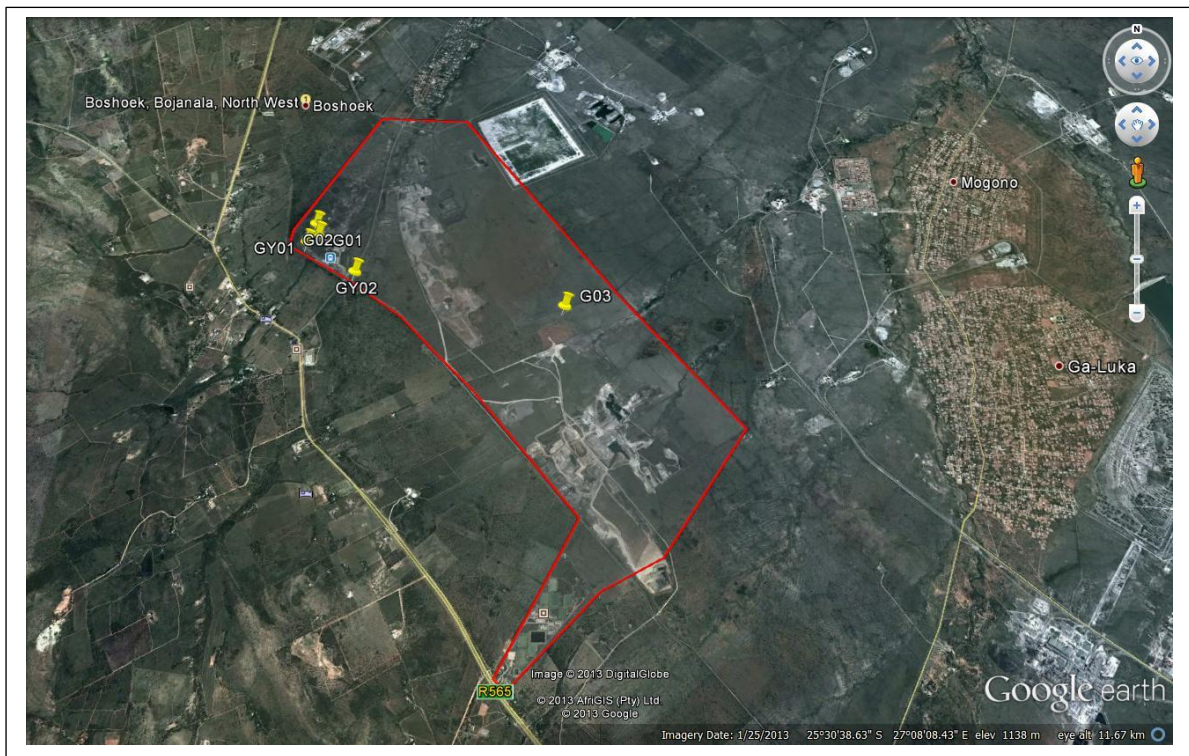 N
Boshoek, Bojanala, North West
1
Boshoek
Mogono
GY01
G02G01
GY02
G03
Ga-Luka
R565
Image © 2013 DigitalGlobe
© 2013 AfriGIS (Pty) Ltd.
© 2013 Google
Google earth
Imagery Date: 1/25/2013 25°30'38.63" S 27°08'08.43" E elev 1138 m eye alt 11.67 km